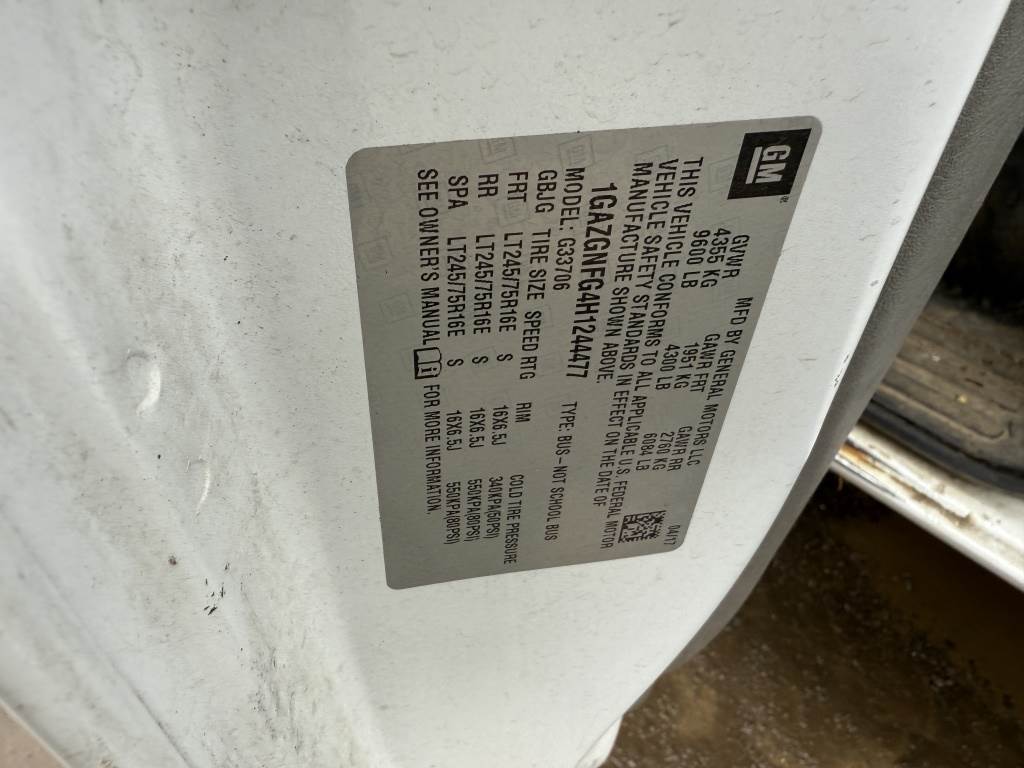 GM
MFD BY GENERAL MOTORS LLC 04/17
GVWR GAWR FRT GAWR RR
4355 KG 1951 KG 2760 KG
9600 LB 4300 LB 6084 LB
THIS VEHICLE CONFORMS TO ALL APPLICABLE U.S. FEDERAL MOTOR
VEHICLE SAFETY STANDARDS IN EFFECT ON THE DATE OF
MANUFACTURE SHOWN ABOVE.
1GAZGNFG4H1244477
TYPE: BUS - NOT SCHOOL BUS
MODEL: G33706
GBJG TIRE SIZE SPEED RTG RIM COLD TIRE PRESSURE
FRT LT245/75R16E S 16X6.5J 340KPA(50PSI)
RR LT245/75R16E S 16X6.5J 550KPA(80PSI)
SPA LT245/75R16E S 16X6.5J 550KPA(80PSI)
SEE OWNER'S MANUAL FOR MORE INFORMATION.